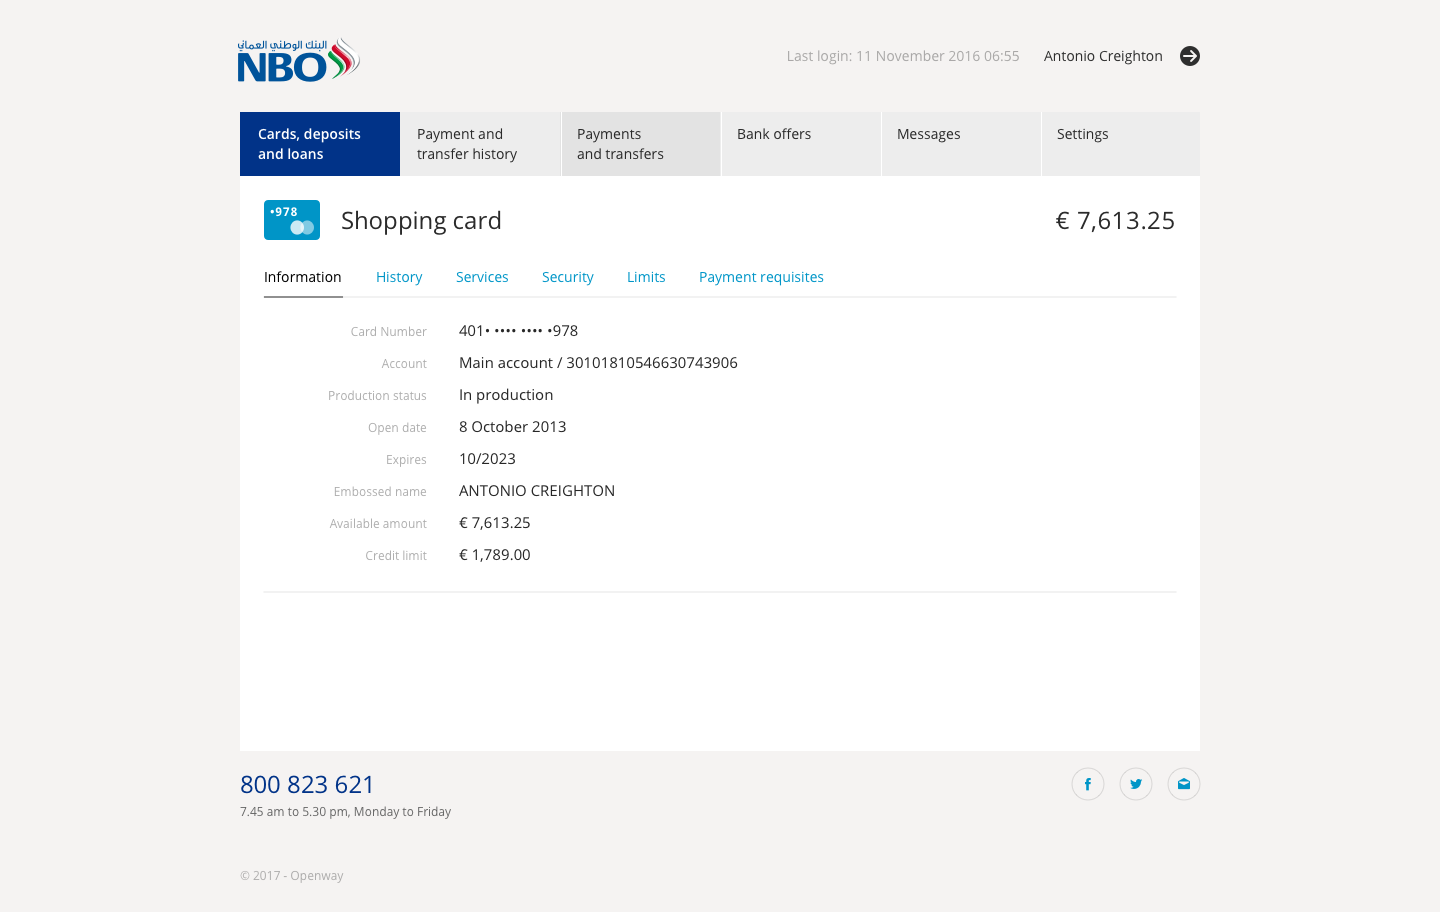 البنك الوطني العماني
NBO
Last login: 11 November 2016 06:55 Antonio Creighton
Cards, deposits
and loans
Payment and
transfer history
Payments
and transfers
Bank offers
Messages
Settings
•978
Shopping card
€ 7,613.25
Information History Services Security Limits Payment requisites
Card Number 401• •••• •••• •978
Account Main account / 30101810546630743906
Production status In production
Open date 8 October 2013
Expires 10/2023
Embossed name ANTONIO CREIGHTON
Available amount € 7,613.25
Credit limit € 1,789.00
800 823 621
7.45 am to 5.30 pm, Monday to Friday
© 2017 - Openway